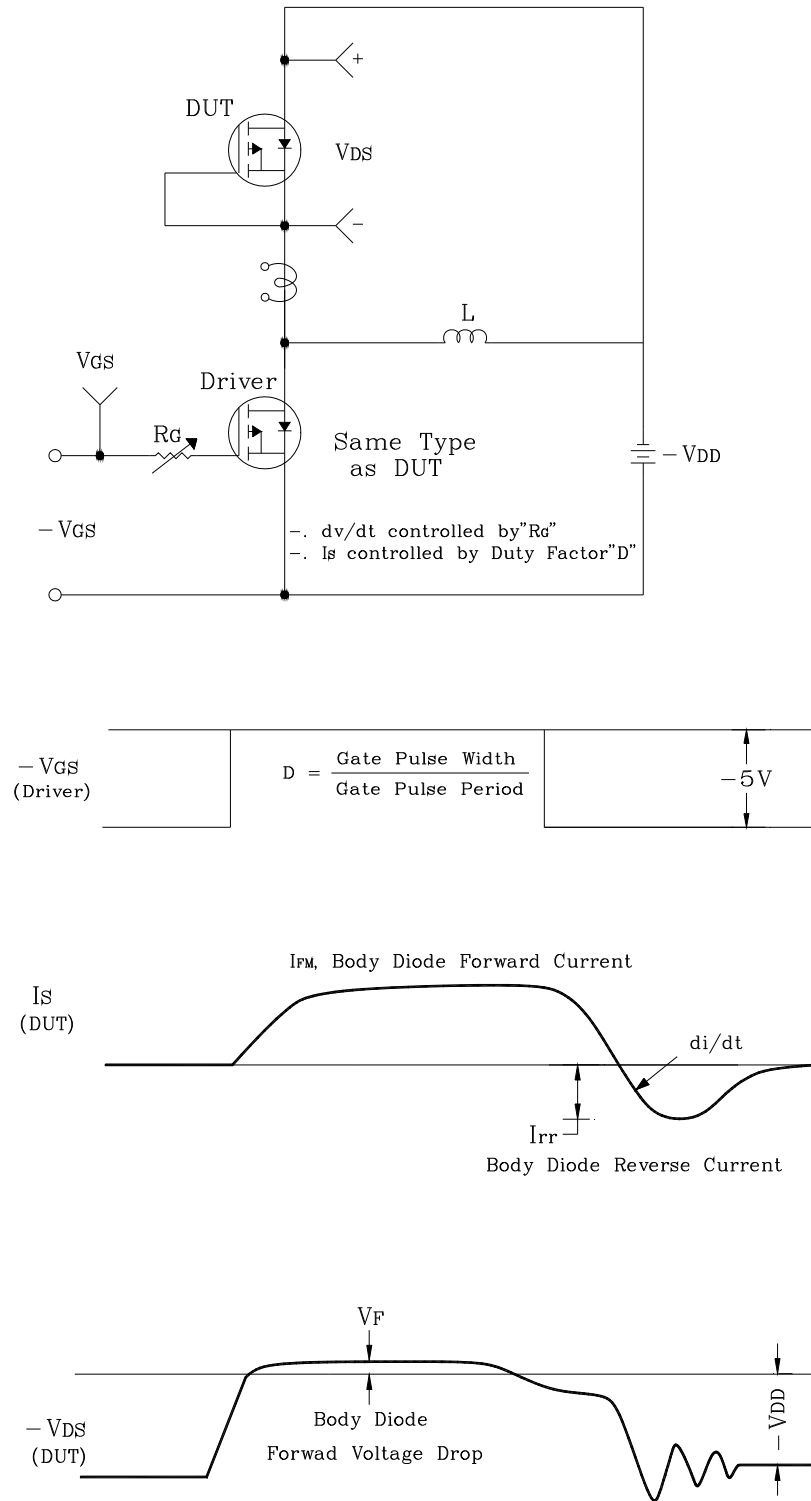 +
DUT
VDS
-
L
VGS
Driver
RG
Same Type
as DUT
-VDD
-VGS
-. dv/dt controlled by"RG"
-. IS controlled by Duty Factor"D"
-VGS
(Driver)
D = Gate Pulse Width
Gate Pulse Period
-5V
IFM, Body Diode Forward Current
IS
(DUT)
di/dt
Irr
Body Diode Reverse Current
VF
-VDD
-VDS
(DUT)
Body Diode
Forwad Voltage Drop